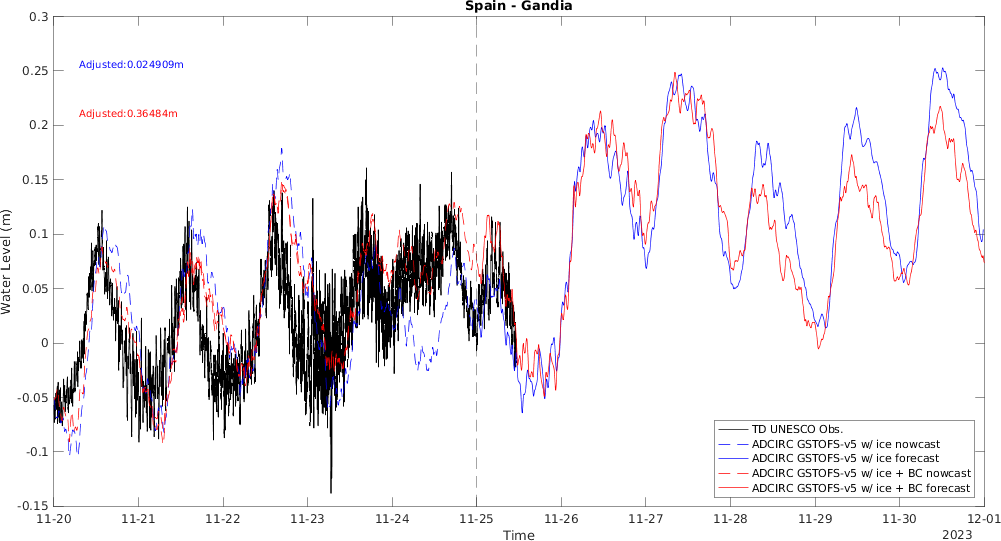 Spain - Gandia
0.3
0.25
0.2
0.15
0.1
0.05
0
-0.05
-0.1
-0.15
Water Level (m)
Adjusted:0.024909m
Adjusted:0.36484m
TD UNESCO Obs.
ADCIRC GSTOFS-v5 w/ ice nowcast
ADCIRC GSTOFS-v5 w/ ice forecast
ADCIRC GSTOFS-v5 w/ ice + BC nowcast
ADCIRC GSTOFS-v5 w/ ice + BC forecast
11-20 11-21 11-22 11-23 11-24 11-25 11-26 11-27 11-28 11-29 11-30 12-01
Time
2023